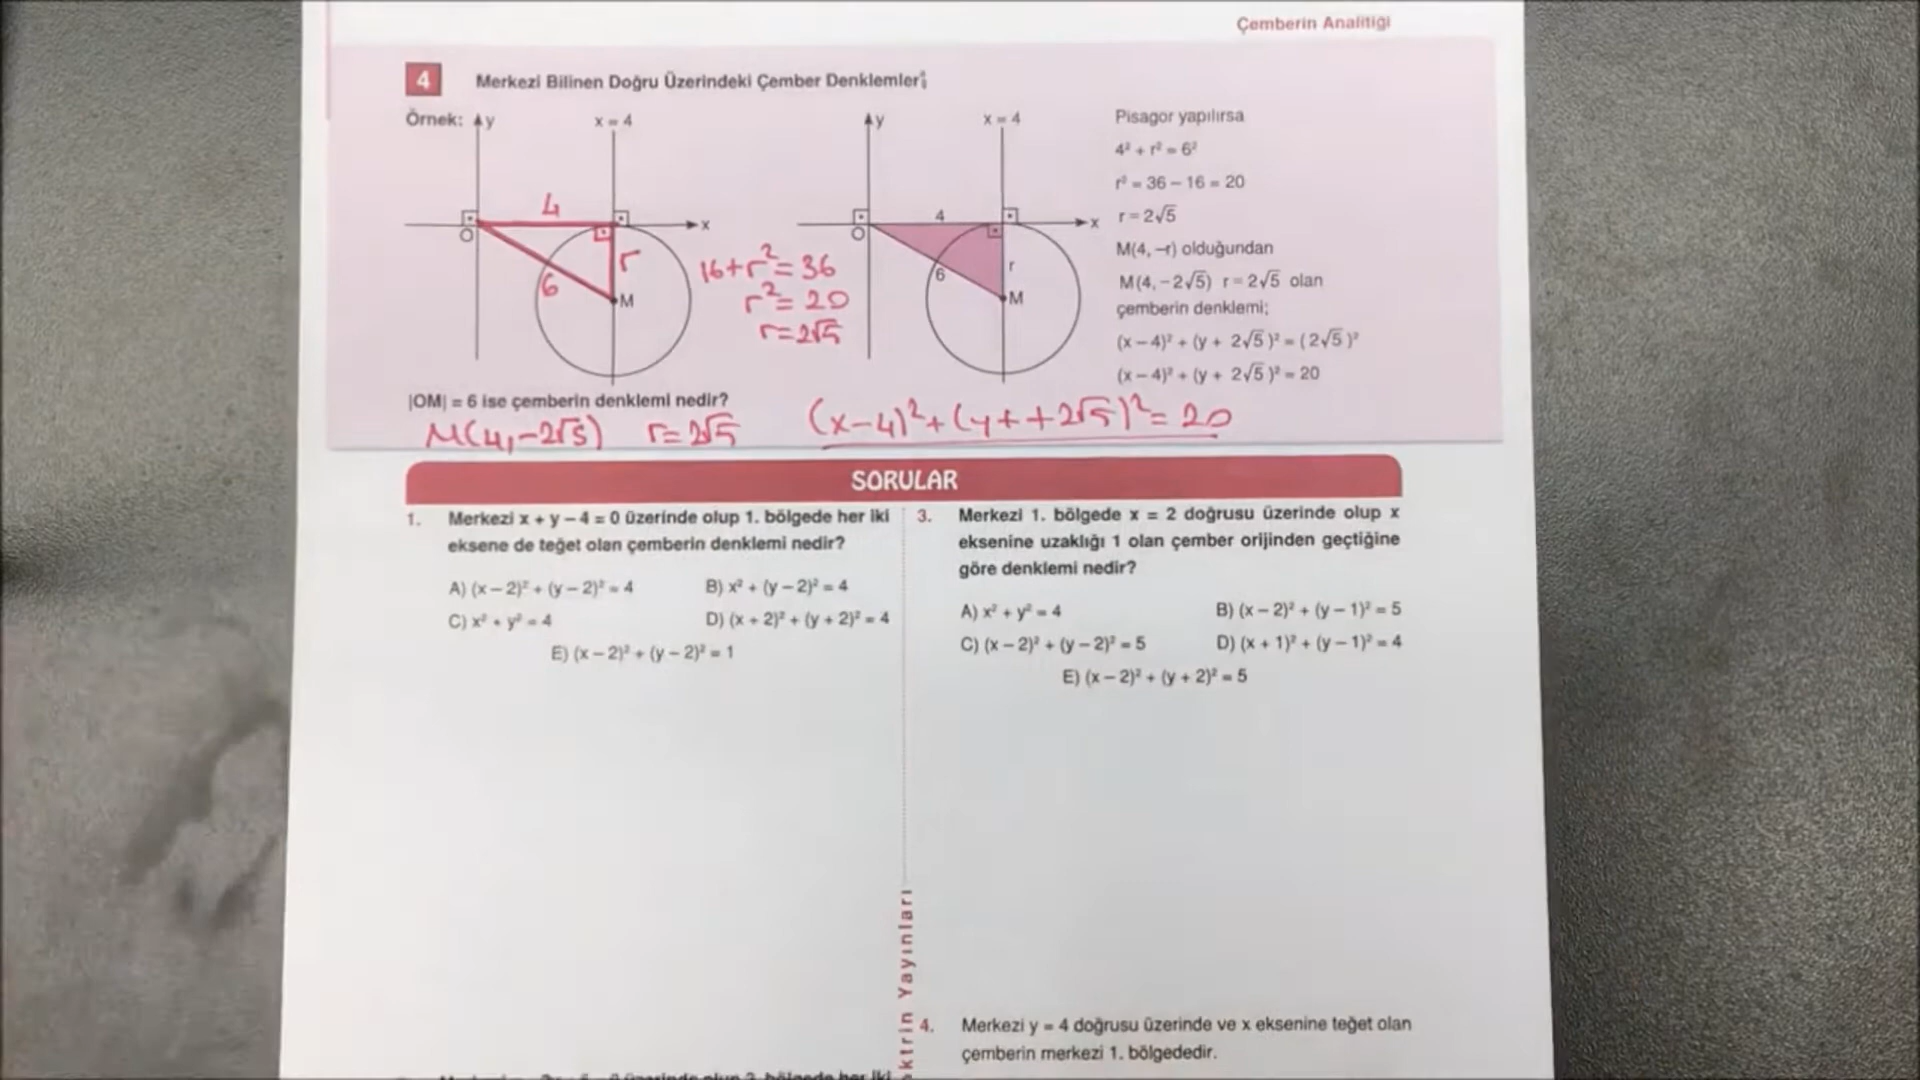 Çemberin Analitiği
4 Merkezi Bilinen Doğru Üzerindeki Çember Denklemleri
Örnek:
y
x = 4
4
x
O
r
6
M
16+r²=36
r²=20
r=2√5
|OM| = 6 ise çemberin denklemi nedir?
M(4,-2√5) r=2√5
y
x = 4
4
x
O
r
6
M
Pisagor yapılırsa
4² + r² = 6²
r² = 36 – 16 = 20
r = 2√5
M(4, –r) olduğundan
M(4, – 2√5) r = 2√5 olan
çemberin denklemi;
(x – 4)² + (y + 2√5)² = (2√5)²
(x – 4)² + (y + 2√5)² = 20
(x-4)²+(y++2√5)²=20
SORULAR
1. Merkezi x + y – 4 = 0 üzerinde olup 1. bölgede her iki
eksene de teğet olan çemberin denklemi nedir?
A) (x – 2)² + (y – 2)² = 4 B) x² + (y – 2)² = 4
C) x² + y² = 4 D) (x + 2)² + (y + 2)² = 4
E) (x – 2)² + (y – 2)² = 1
3. Merkezi 1. bölgede x = 2 doğrusu üzerinde olup x
eksenine uzaklığı 1 olan çember orijinden geçtiğine
göre denklemi nedir?
A) x² + y² = 4 B) (x – 2)² + (y – 1)² = 5
C) (x – 2)² + (y – 2)² = 5 D) (x + 1)² + (y – 1)² = 4
E) (x – 2)² + (y + 2)² = 5
Yayınları
4. Merkezi y = 4 doğrusu üzerinde ve x eksenine teğet olan
çemberin merkezi 1. bölgededir.